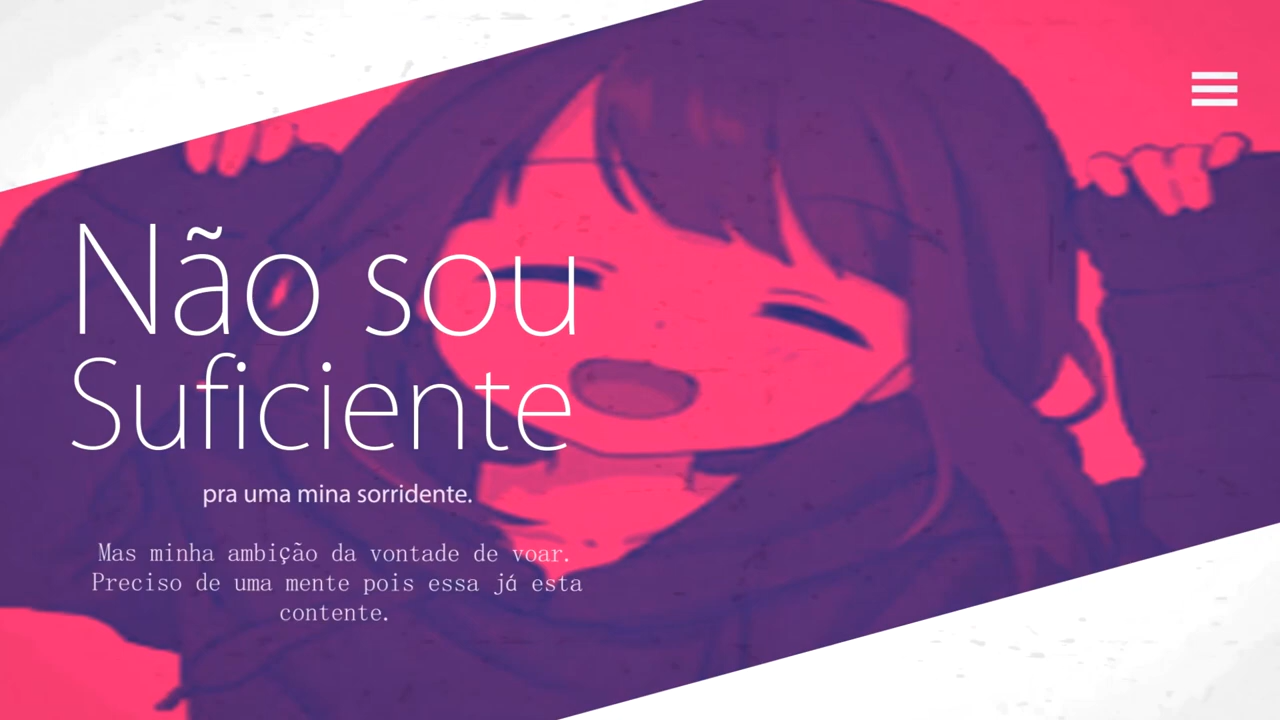 Não sou
Suficiente
pra uma mina sorridente.
Mas minha ambição da vontade de voar.
Preciso de uma mente pois essa já esta
contente.